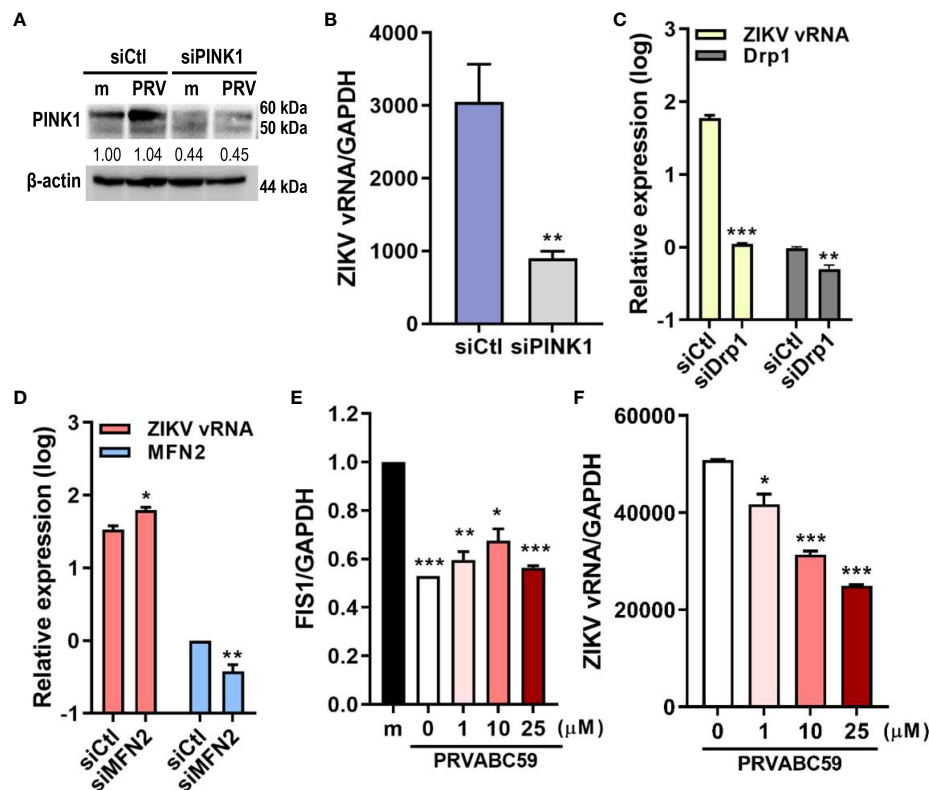 A
siCtl siPINK1
m PRV m PRV
PINK1
60 kDa
50 kDa
1.00 1.04 0.44 0.45
β-actin
44 kDa
B
ZIKV vRNA/GAPDH
4000
3000
2000
1000
0
**
siCtl siPINK1
C
Relative expression (log)
ZIKV vRNA
Drp1
3
2
1
0
-1
***
**
siCtl
siDrp1
siCtl
siDrp1
D
Relative expression (log)
ZIKV vRNA
MFN2
3
2
1
0
-1
*
**
siCtl
siMFN2
siCtl
siMFN2
E
FIS1/GAPDH
1.2
1.0
0.8
0.6
0.4
0.2
0.0
***
**
*
***
m 0 1 10 25 (μM)
PRVABC59
F
ZIKV vRNA/GAPDH
60000
40000
20000
0
*
***
***
0 1 10 25 (μM)
PRVABC59